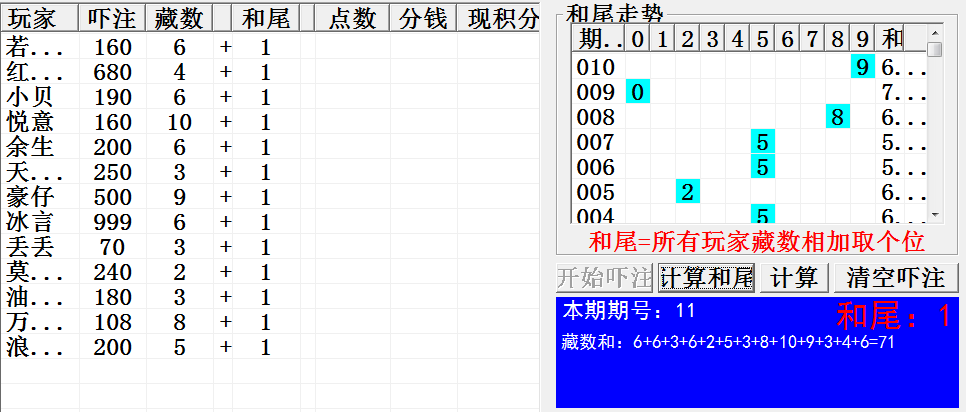 玩家 吓注 藏数 和尾 点数 分钱 现积分
若... 160 6 + 1
红... 680 4 + 1
小贝 190 6 + 1
悦意 160 10 + 1
余生 200 6 + 1
天... 250 3 + 1
豪仔 500 9 + 1
冰言 999 6 + 1
丢丢 70 3 + 1
莫... 240 2 + 1
油... 180 3 + 1
万... 108 8 + 1
浪... 200 5 + 1
和尾走势
期.. 0 1 2 3 4 5 6 7 8 9 和
010 9 6...
009 0 7...
008 8 6...
007 5 5...
006 5 5...
005 2 6...
004 5 6...
和尾=所有玩家藏数相加取个位
开始吓注 计算和尾 计算 清空吓注
本期期号：11 和尾：1
藏数和：6+6+3+6+2+5+3+8+10+9+3+4+6=71